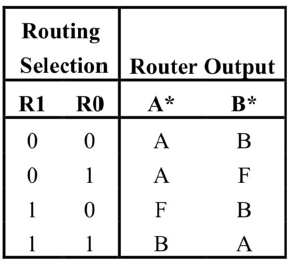 Routing
Selection Router Output
R1 R0 A* B*
0 0 A B
0 1 A F
1 0 F B
1 1 B A